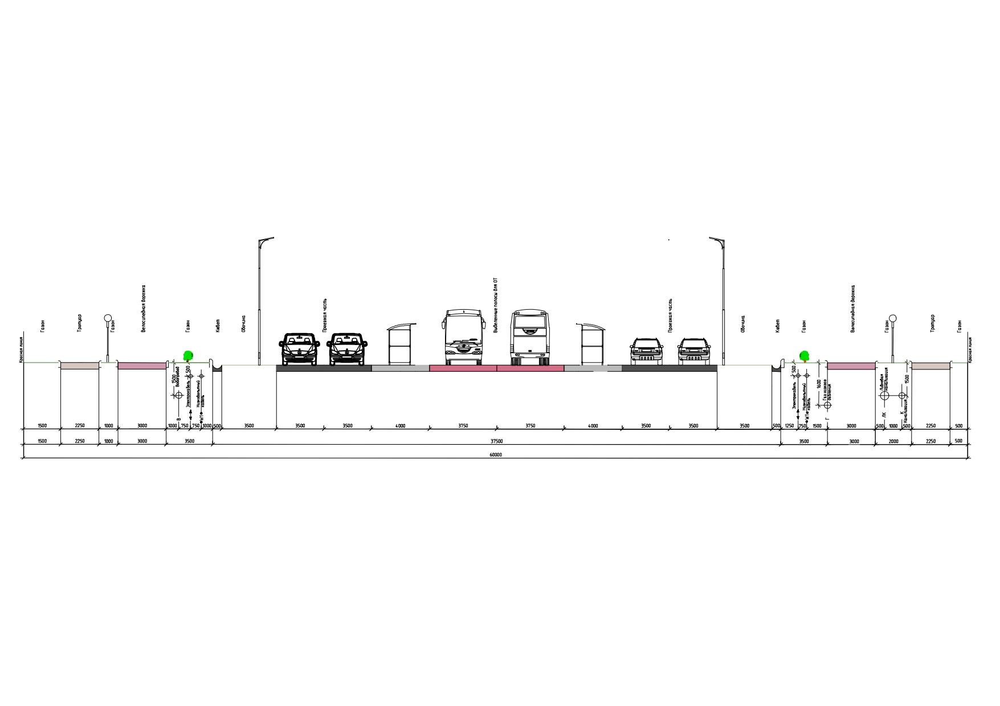 Красная линия
Газон
Тротуар
Газон
Велосипедная дорожка
Газон
Кювет
Обочина
Проезжая часть
Выделенные полосы для ОТ
Проезжая часть
Обочина
Кювет
Газон
Велосипедная дорожка
Газон
Тротуар
Газон
Красная линия
1500
Водопровод
500
Электрокабель
Низковольтный
кабель
В
W1
500
Электрокабель
Низковольтный
кабель
W1
1600
Газ низкого
давления
Г
Ливневая
канализация
ЛК
1500
К
Канализация
1500 2250 1000 3000 1000 750 750 1000 500 3500 3500 3500 4000 3750 3750 4000 3500 3500 3500 500 1250 750 1500 3000 500 1000 500 2250 500
1500 2250 1000 3000 3500 37500 3500 3000 2000 2250 500
60000